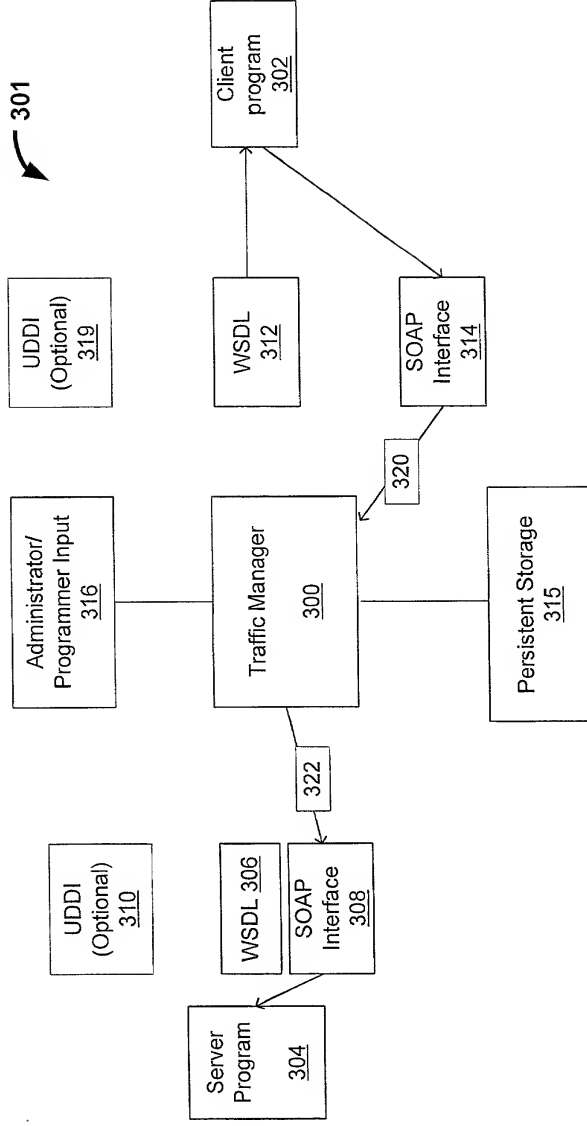 301
UDDI
(Optional)
310
Administrator/
Programmer Input
316
UDDI
(Optional)
319
Server
Program
304
WSDL 306
SOAP
Interface
308
322
Traffic Manager
300
320
WSDL
312
SOAP
Interface
314
Client
program
302
Persistent Storage
315